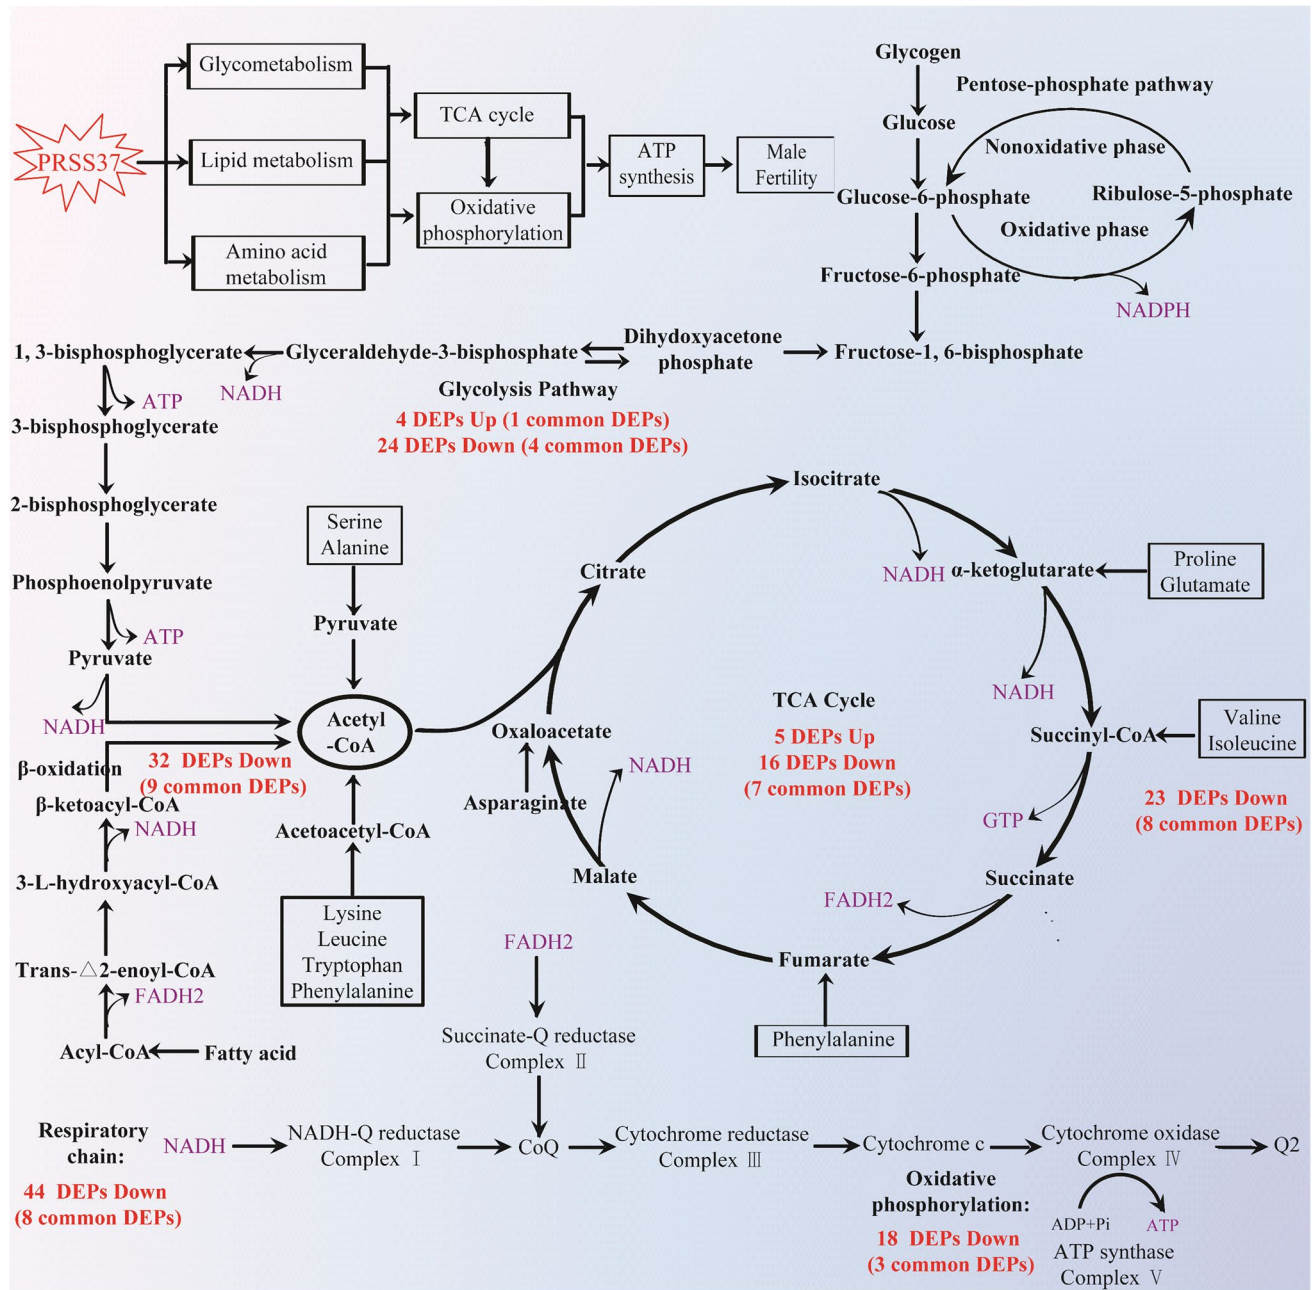 Glycometabolism
Lipid metabolism
Amino acid
metabolism
PRSS37
TCA cycle
Oxidative
phosphorylation
ATP
synthesis
Male
Fertility
Glycogen
Glucose
Pentose-phosphate pathway
Nonoxidative phase
Glucose-6-phosphate
Ribulose-5-phosphate
Oxidative phase
Fructose-6-phosphate
NADPH
1, 3-bisphosphoglycerate
Glyceraldehyde-3-bisphosphate
Dihydoxyacetone
phosphate
Fructose-1, 6-bisphosphate
NADH
ATP
Glycolysis Pathway
4 DEPs Up (1 common DEPs)
24 DEPs Down (4 common DEPs)
3-bisphosphoglycerate
2-bisphosphoglycerate
Phosphoenolpyruvate
ATP
Pyruvate
NADH
Serine
Alanine
Pyruvate
Acetyl
-CoA
β-oxidation
32 DEPs Down
(9 common DEPs)
β-ketoacyl-CoA
NADH
3-L-hydroxyacyl-CoA
Trans-△2-enoyl-CoA
FADH2
Acyl-CoA
Fatty acid
Acetoacetyl-CoA
Lysine
Leucine
Tryptophan
Phenylalanine
Isocitrate
Citrate
NADH
α-ketoglutarate
Proline
Glutamate
NADH
TCA Cycle
5 DEPs Up
16 DEPs Down
(7 common DEPs)
Oxaloacetate
NADH
Asparaginate
Succinyl-CoA
Valine
Isoleucine
23 DEPs Down
(8 common DEPs)
GTP
Malate
Succinate
FADH2
Fumarate
Phenylalanine
FADH2
Succinate-Q reductase
Complex Ⅱ
Respiratory
chain:
NADH
NADH-Q reductase
Complex Ⅰ
CoQ
Cytochrome reductase
Complex Ⅲ
Cytochrome c
Cytochrome oxidase
Complex Ⅳ
Q2
44 DEPs Down
(8 common DEPs)
Oxidative
phosphorylation:
18 DEPs Down
(3 common DEPs)
ADP+Pi
ATP
ATP synthase
Complex Ⅴ